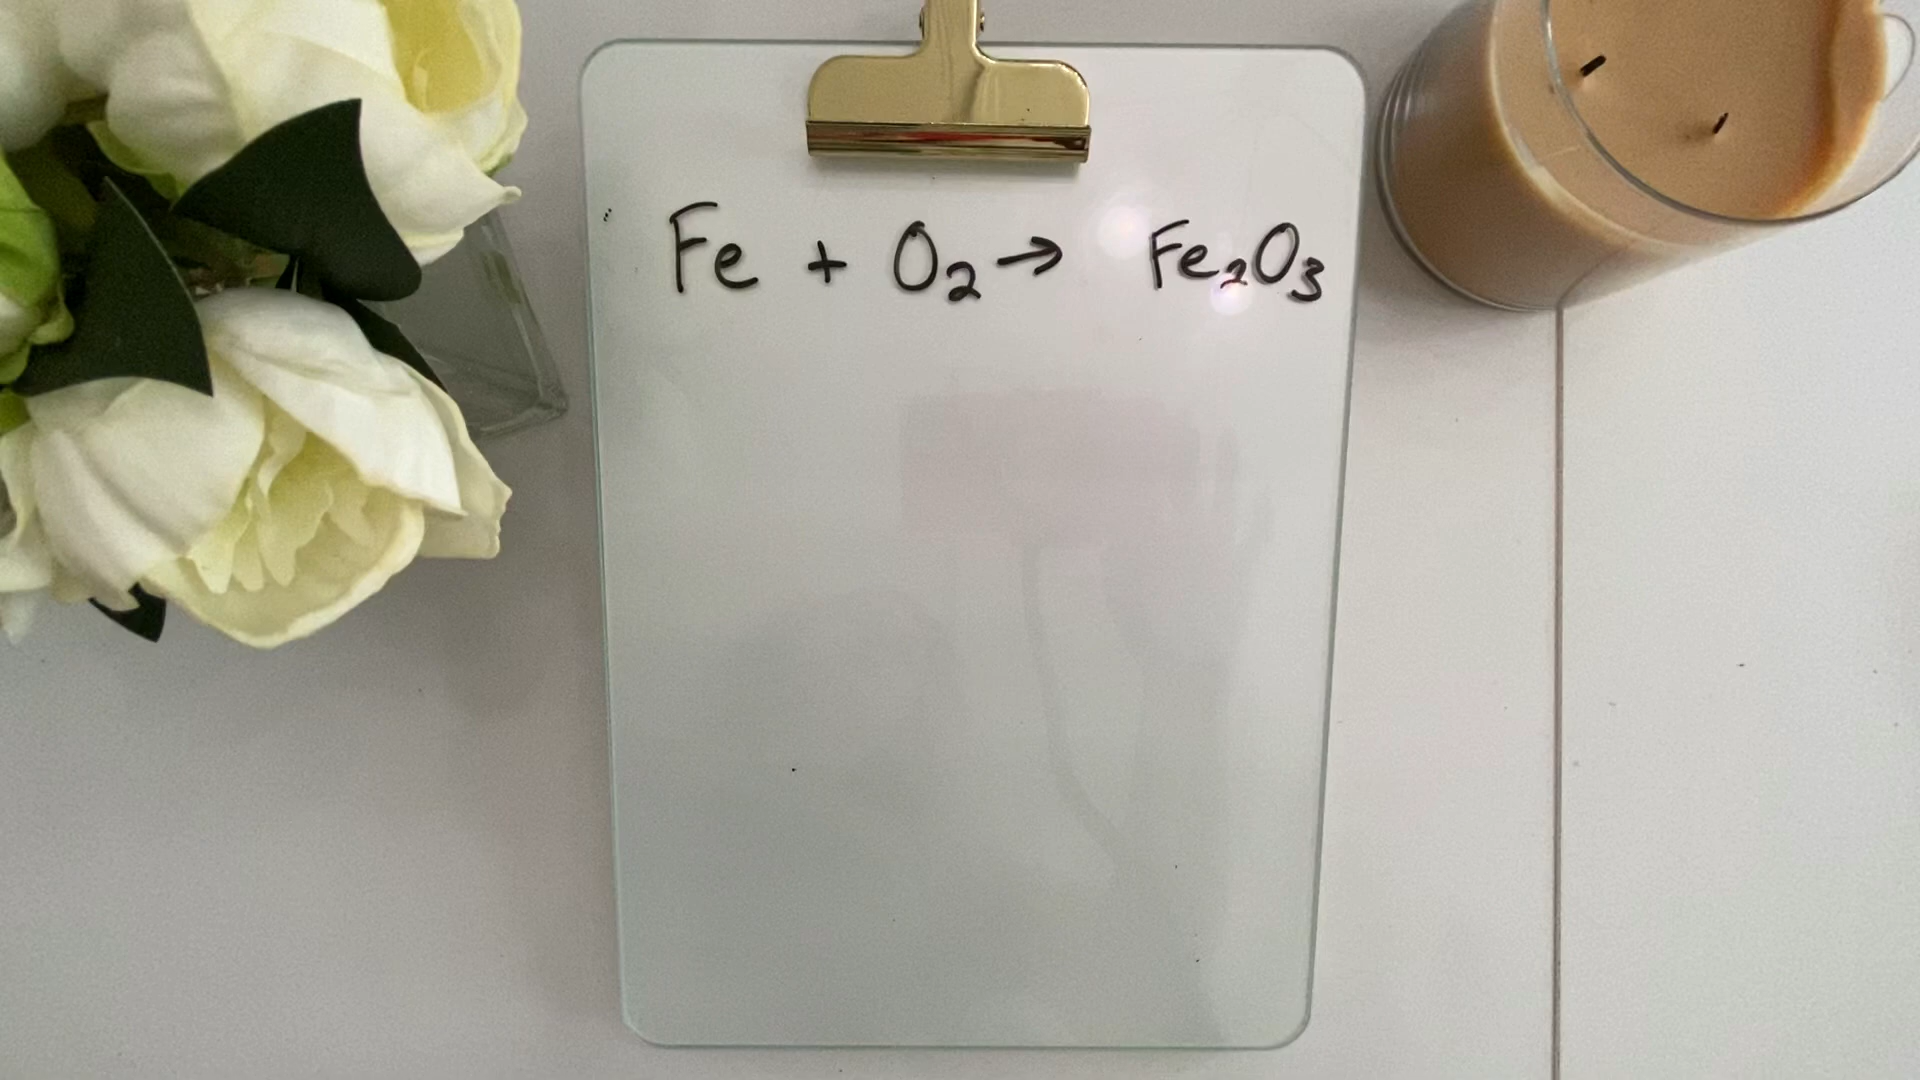 Fe + O₂ → Fe₂O₃